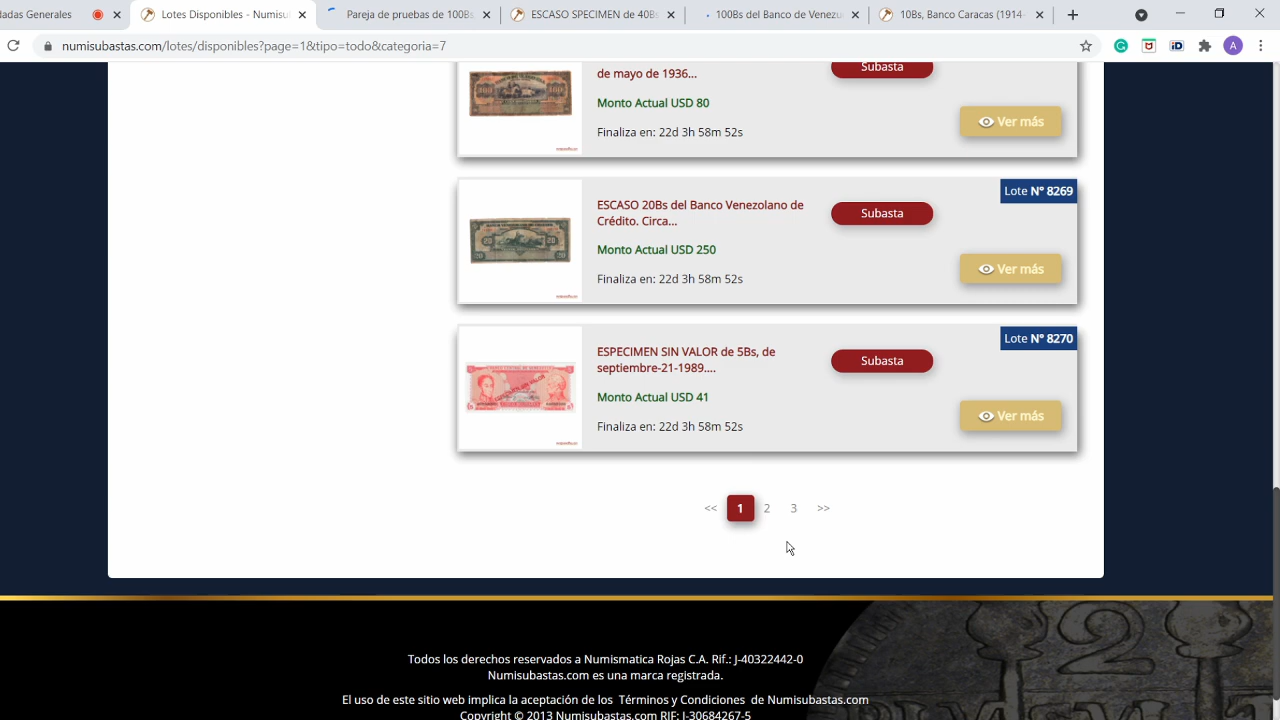 ladas Generales
Lotes Disponibles - Numisu
Pareja de pruebas de 100Bs
ESCASO SPECIMEN de 40Bs
100Bs del Banco de Venezu
10Bs, Banco Caracas (1914-
numisubastas.com/lotes/disponibles?page=1&tipo=todo&categoria=7
A
de mayo de 1936...
Subasta
Monto Actual USD 80
Ver más
Finaliza en: 22d 3h 58m 52s
Lote N° 8269
ESCASO 20Bs del Banco Venezolano de
Crédito. Circa...
Subasta
Monto Actual USD 250
Ver más
Finaliza en: 22d 3h 58m 52s
Lote N° 8270
ESPECIMEN SIN VALOR de 5Bs, de
septiembre-21-1989....
Subasta
Monto Actual USD 41
Ver más
Finaliza en: 22d 3h 58m 52s
<< 1 2 3 >>
Todos los derechos reservados a Numismatica Rojas C.A. Rif.: J-40322442-0
Numisubastas.com es una marca registrada.
El uso de este sitio web implica la aceptación de los Términos y Condiciones de Numisubastas.com
Copyright © 2013 Numisubastas.com RIF: J-30684267-5